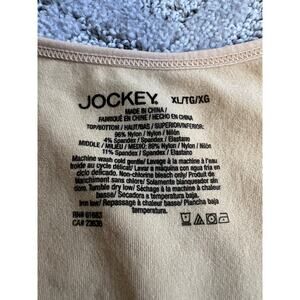 JOCKEY. XL/TG/XG
MADE IN CHINA /
FABRIQUÉ EN CHINE / HECHO EN CHINA
TOP/BOTTOM / HAUT/BAS / SUPERIOR/INFERIOR:
96% Nylon / Nylon / Nilón
4% Spandex / Spandex / Elastano
MIDDLE / MILIEU / MEDIO: 89% Nylon / Nylon / Nilón
11% Spandex / Spandex / Elastano
Machine wash cold gentle/ Lavage à la machine à l'eau
froide au cycle délicat / Lavar a máquina con agua fría en
ciclo delicado. Non-chlorine bleach only/ Produit de
blanchiment sans chlore/ Solamente blanqueador sin
cloro. Tumble dry low/ Séchage à la machine à chaleur
basse/ Secadora a temperatura baja.
Iron low / Repassage à chaleur basse/ Planchar a baja
temperatura.
RN# 61683
CA# 23630